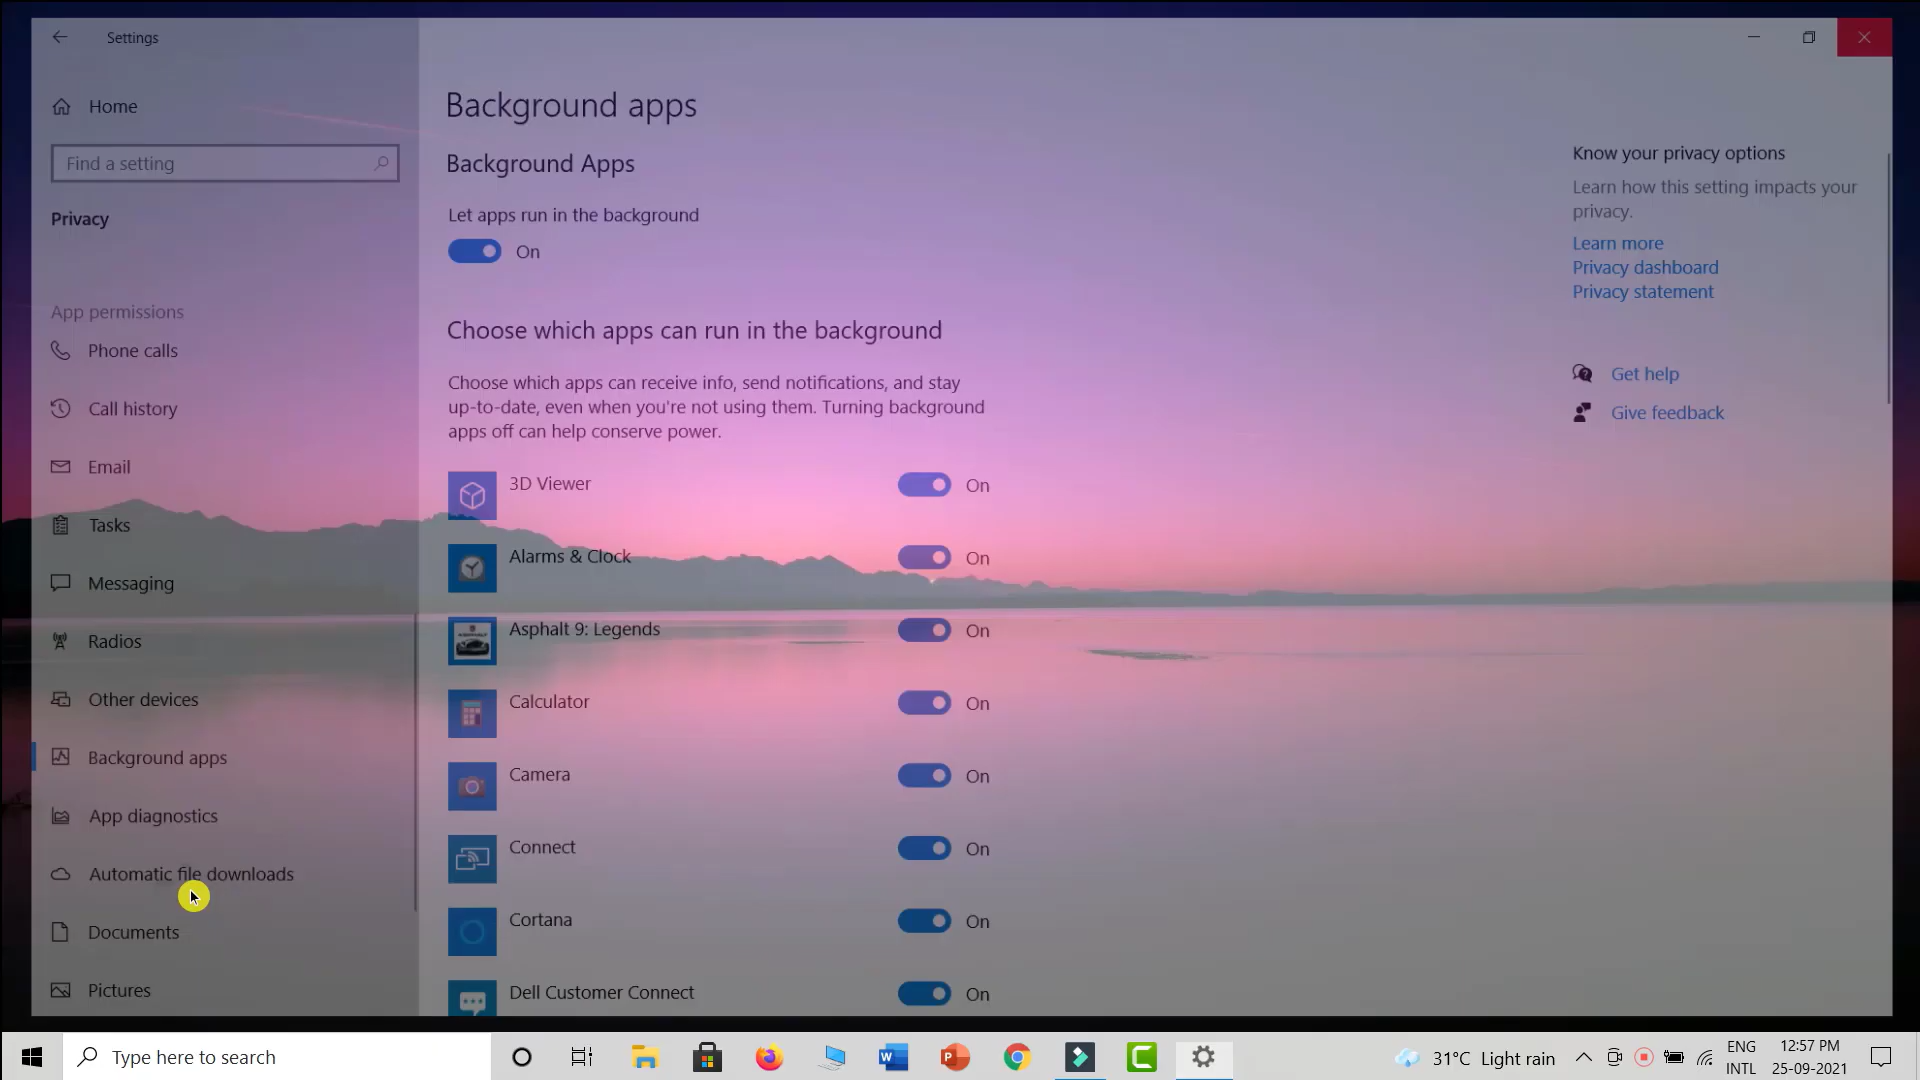 Settings
Home
Find a setting
Privacy
App permissions
Phone calls
Call history
Email
Tasks
Messaging
Radios
Other devices
Background apps
App diagnostics
Automatic file downloads
Documents
Pictures
Background apps
Background Apps
Let apps run in the background
On
Choose which apps can run in the background
Choose which apps can receive info, send notifications, and stay
up-to-date, even when you're not using them. Turning background
apps off can help conserve power.
3D Viewer On
Alarms & Clock On
Asphalt 9: Legends On
Calculator On
Camera On
Connect On
Cortana On
Dell Customer Connect On
Know your privacy options
Learn how this setting impacts your
privacy.
Learn more
Privacy dashboard
Privacy statement
Get help
Give feedback
Type here to search
31°C Light rain
ENG
INTL
12:57 PM
25-09-2021